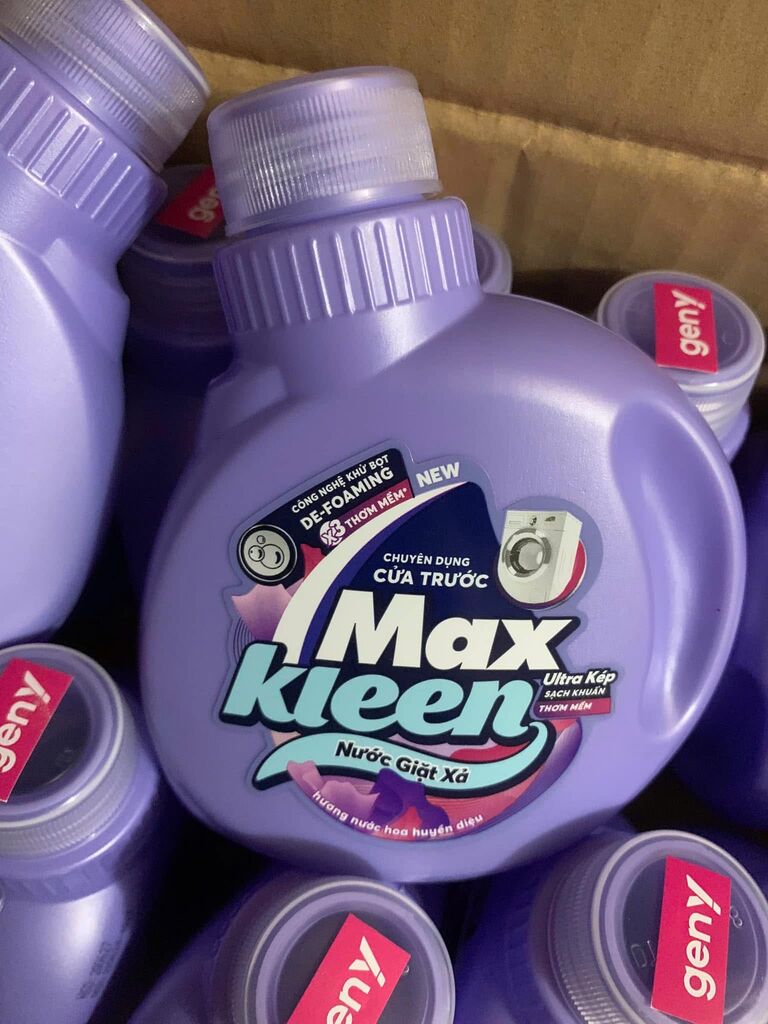 geny
geny
CÔNG NGHỆ KHỬ BỌT
DE-FOAMING
X3 THƠM MỀM*
NEW
CHUYÊN DỤNG
CỬA TRƯỚC
Max
kleen
Ultra Kép
SẠCH KHUẨN
THƠM MỀM
Nước Giặt Xả
hương nước hoa huyền diệu
geny
geny